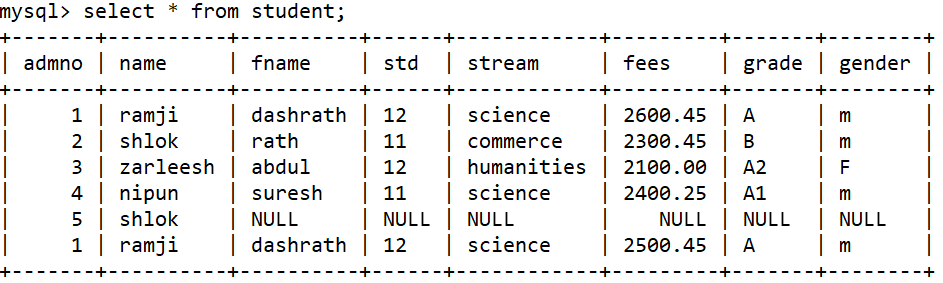 mysql> select * from student;
+-------+----------+----------+------+------------+---------+-------+--------+
| admno | name     | fname    | std  | stream     | fees    | grade | gender |
+-------+----------+----------+------+------------+---------+-------+--------+
|     1 | ramji    | dashrath | 12   | science    | 2600.45 | A     | m      |
|     2 | shlok    | rath     | 11   | commerce   | 2300.45 | B     | m      |
|     3 | zarleesh | abdul    | 12   | humanities | 2100.00 | A2    | F      |
|     4 | nipun    | suresh   | 11   | science    | 2400.25 | A1    | m      |
|     5 | shlok    | NULL     | NULL | NULL       |    NULL | NULL  | NULL   |
|     1 | ramji    | dashrath | 12   | science    | 2500.45 | A     | m      |
+-------+----------+----------+------+------------+---------+-------+--------+